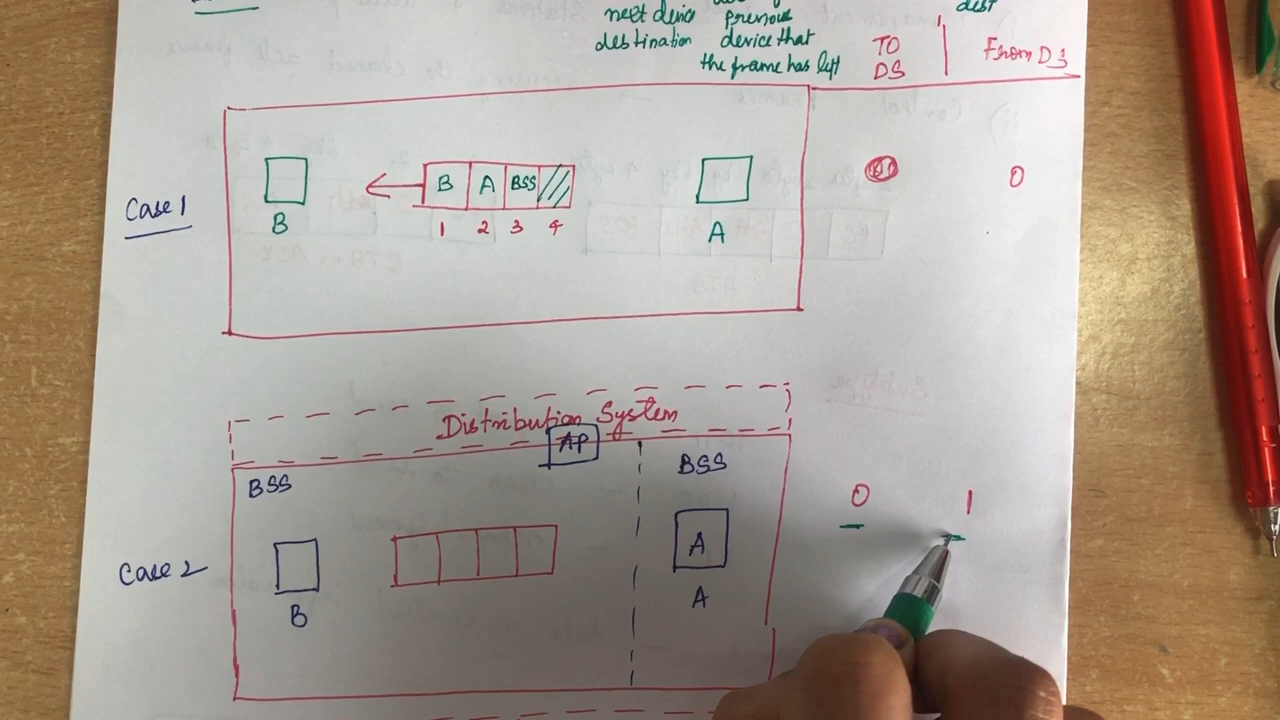 next device previous dest
destination device that
the frame has left
TO From DS
DS
B A BSS 0
Case 1
B 1 2 3 4 A
Distribution System
AP
BSS BSS
0 1
A
Case 2
B A